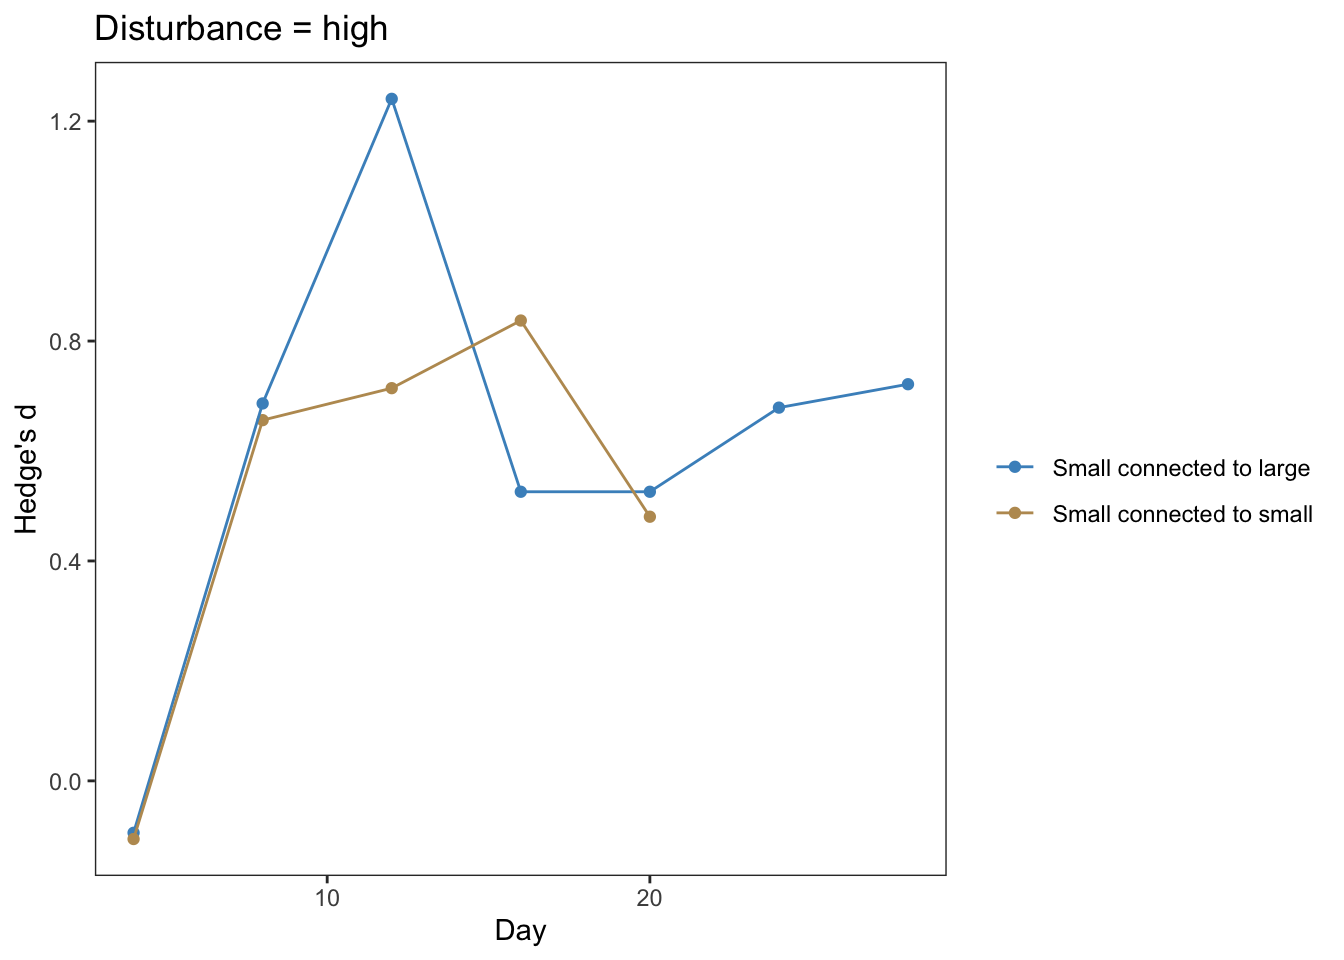 Disturbance = high
Hedge's d
1.2
0.8
0.4
0.0
10
20
Day
Small connected to large
Small connected to small